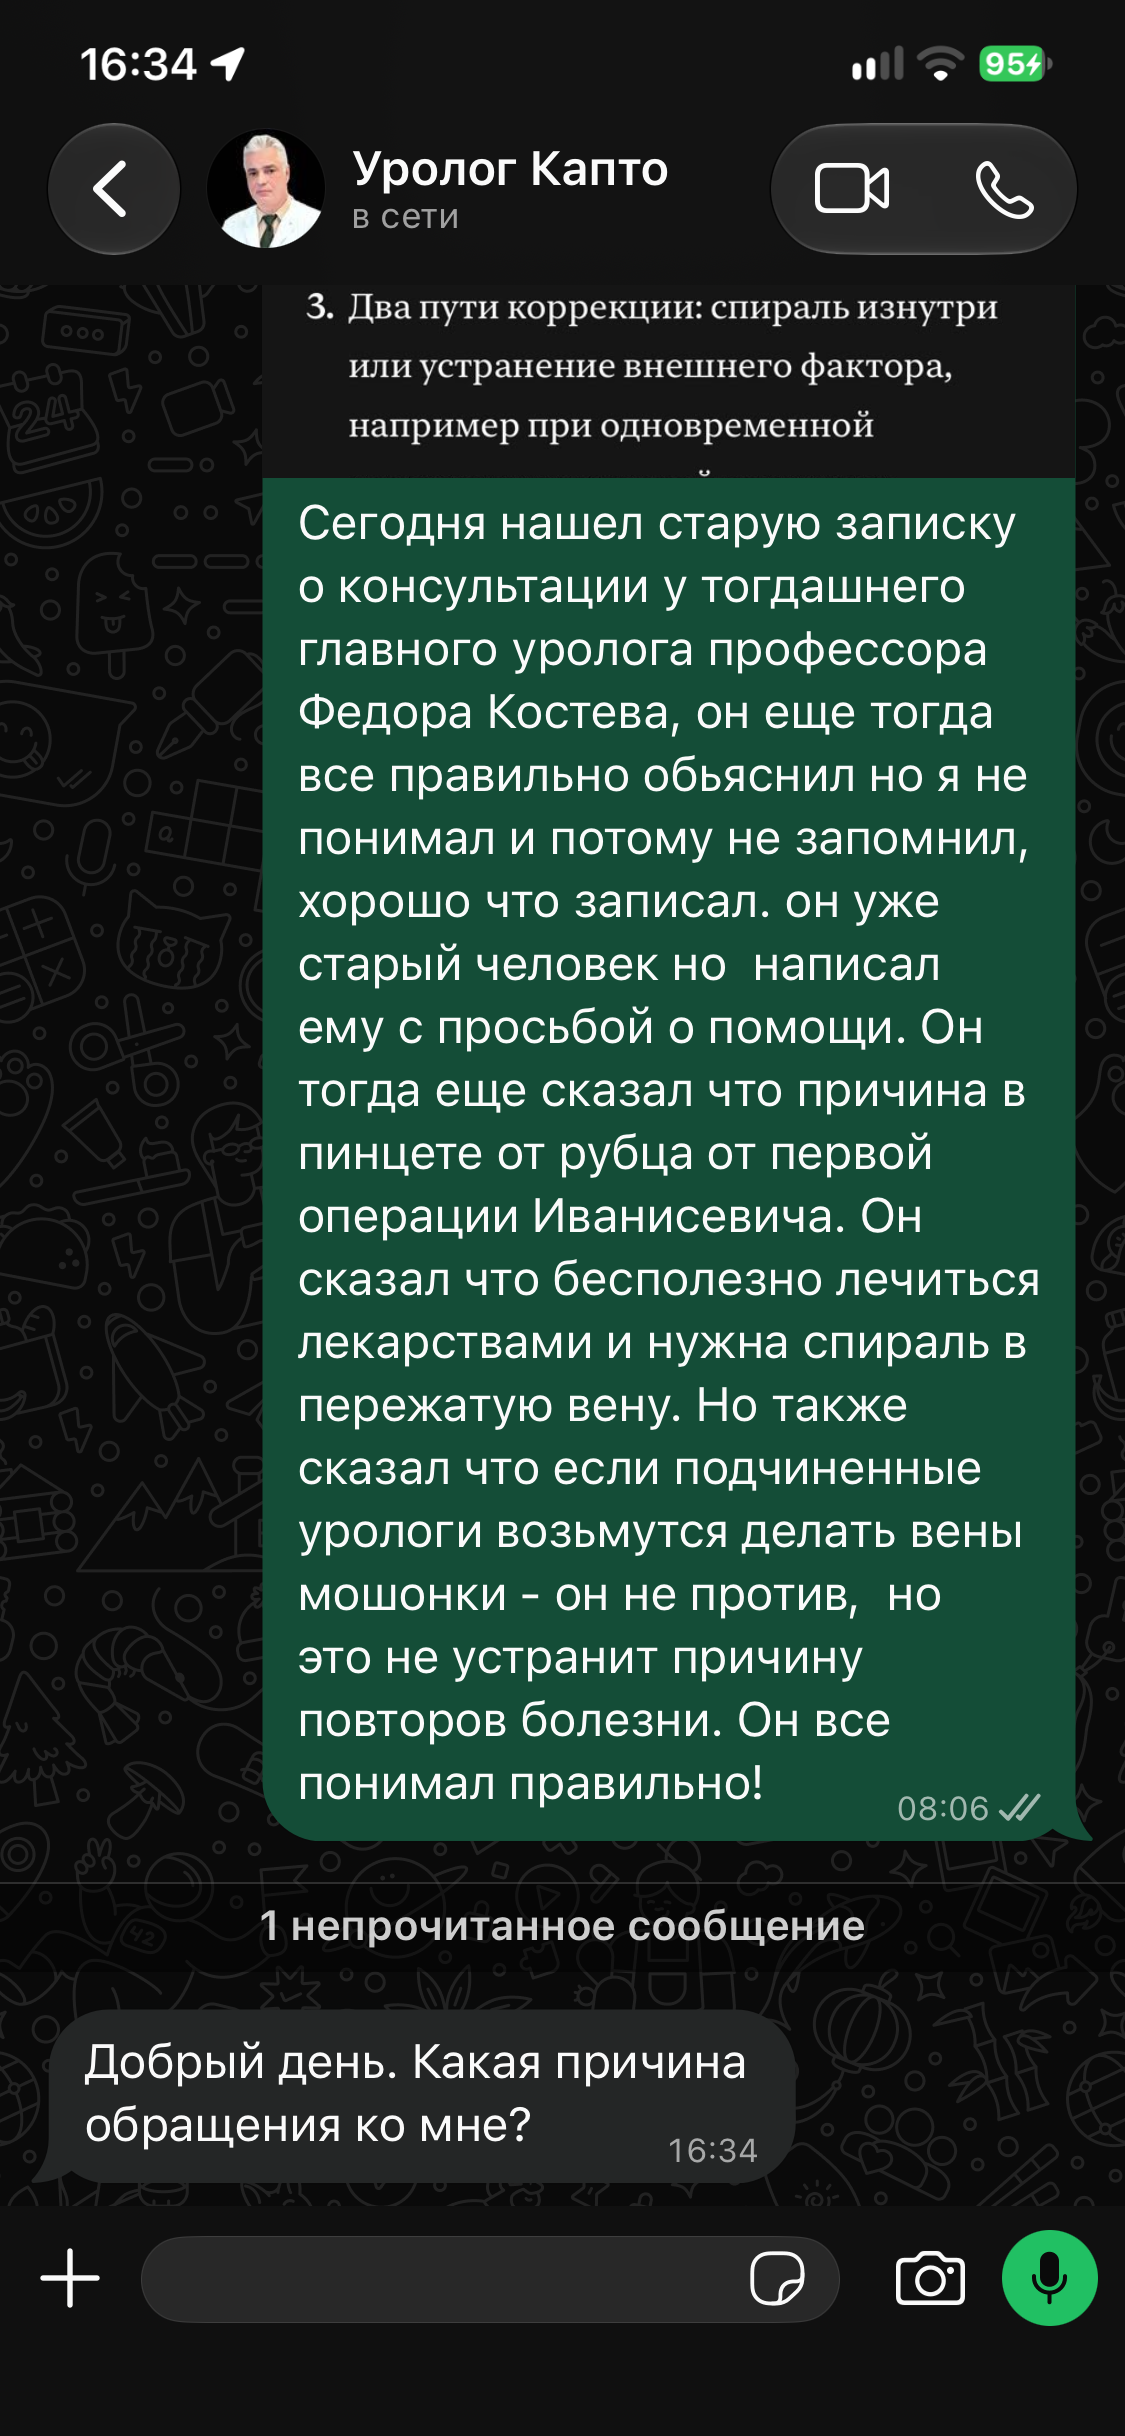 16:34
95
Уролог Капто
в сети
3. Два пути коррекции: спираль изнутри
или устранение внешнего фактора,
например при одновременной
Сегодня нашел старую записку
о консультации у тогдашнего
главного уролога профессора
Федора Костева, он еще тогда
все правильно обьяснил но я не
понимал и потому не запомнил,
хорошо что записал. он уже
старый человек но  написал
ему с просьбой о помощи. Он
тогда еще сказал что причина в
пинцете от рубца от первой
операции Иванисевича. Он
сказал что бесполезно лечиться
лекарствами и нужна спираль в
пережатую вену. Но также
сказал что если подчиненные
урологи возьмутся делать вены
мошонки - он не против,  но
это не устранит причину
повторов болезни. Он все
понимал правильно!
08:06
1 непрочитанное сообщение
Добрый день. Какая причина
обращения ко мне?
16:34